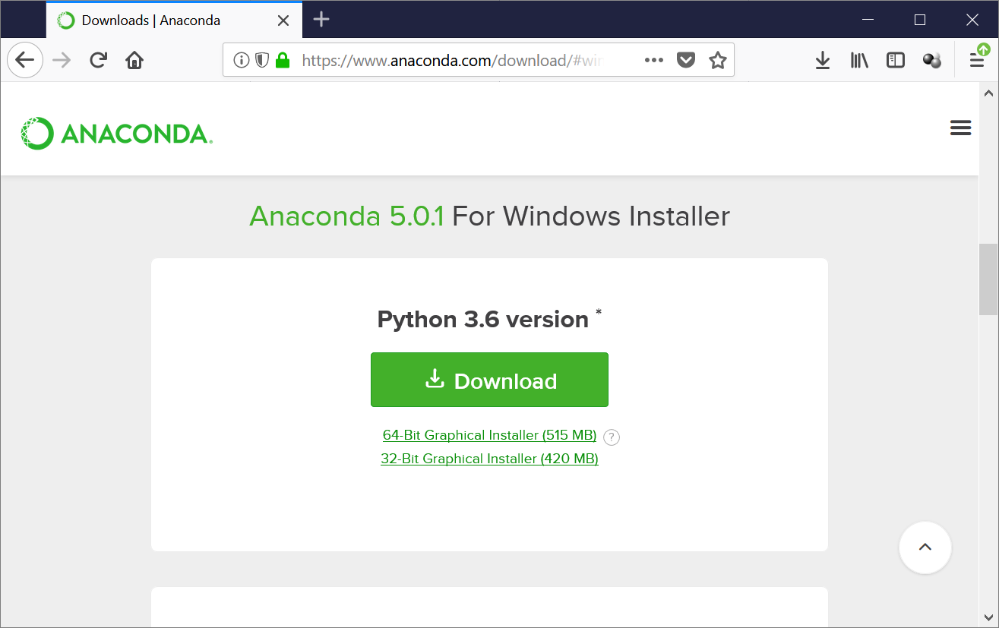 Downloads | Anaconda
https://www.anaconda.com/download/#win
ANACONDA.
Anaconda 5.0.1 For Windows Installer
Python 3.6 version *
Download
64-Bit Graphical Installer (515 MB) ?
32-Bit Graphical Installer (420 MB)